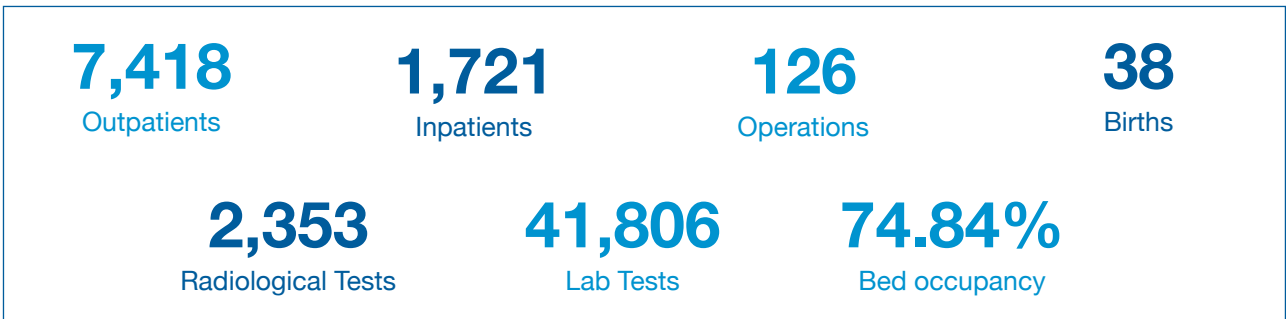 7,418
Outpatients
1,721
Inpatients
126
Operations
38
Births
2,353
Radiological Tests
41,806
Lab Tests
74.84%
Bed occupancy